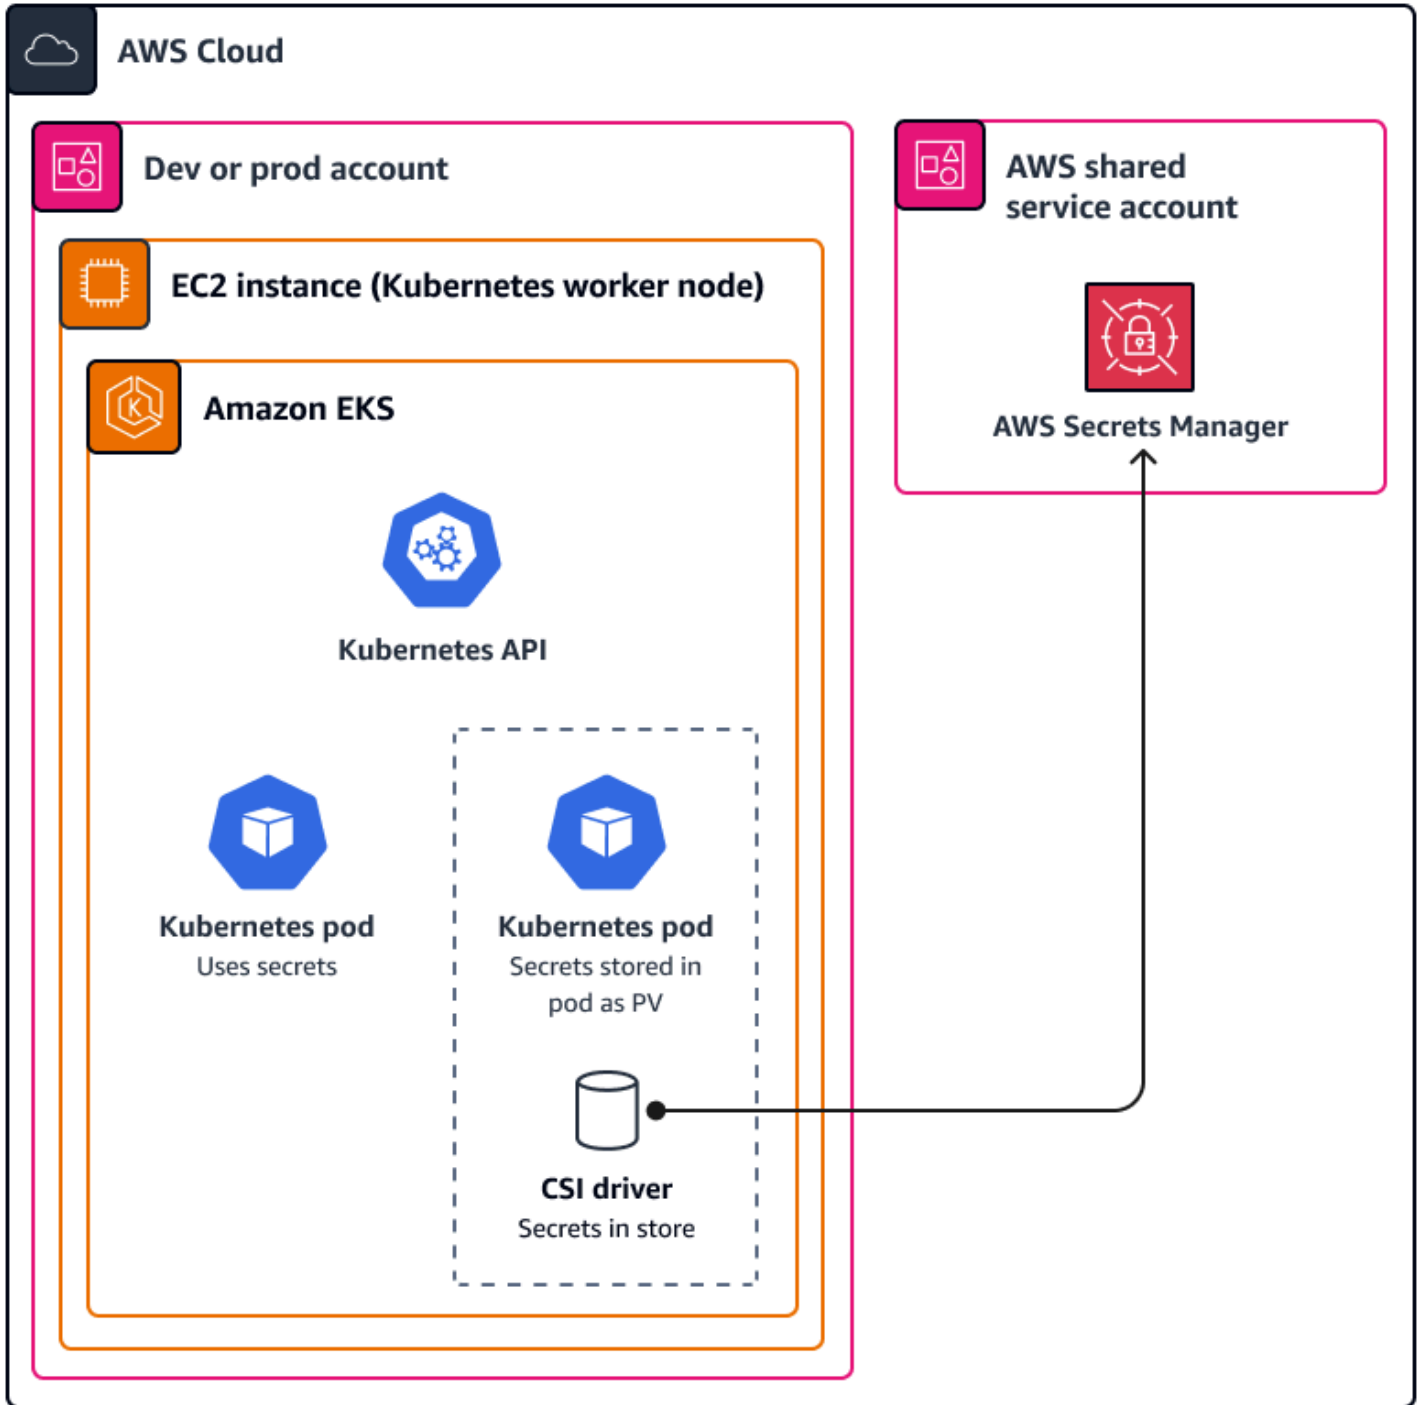 AWS Cloud
Dev or prod account
AWS shared
service account
EC2 instance (Kubernetes worker node)
Amazon EKS
AWS Secrets Manager
Kubernetes API
Kubernetes pod
Uses secrets
Kubernetes pod
Secrets stored in
pod as PV
CSI driver
Secrets in store